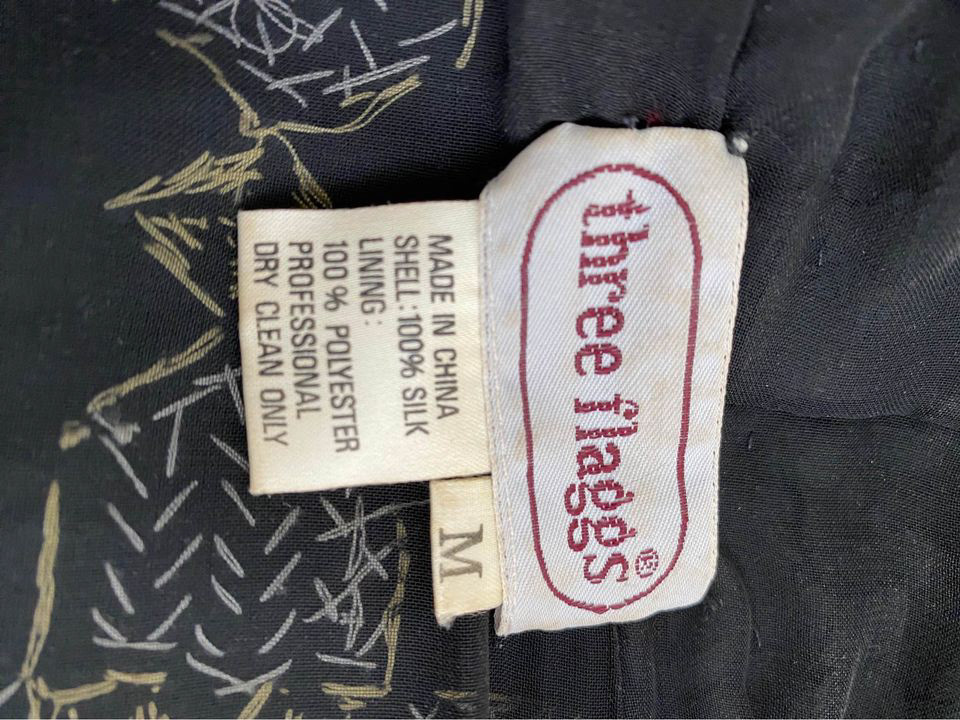 three flaggs®
MADE IN CHINA
SHELL: 100% SILK
LINING:
100% POLYESTER
PROFESSIONAL
DRY CLEAN ONLY
M